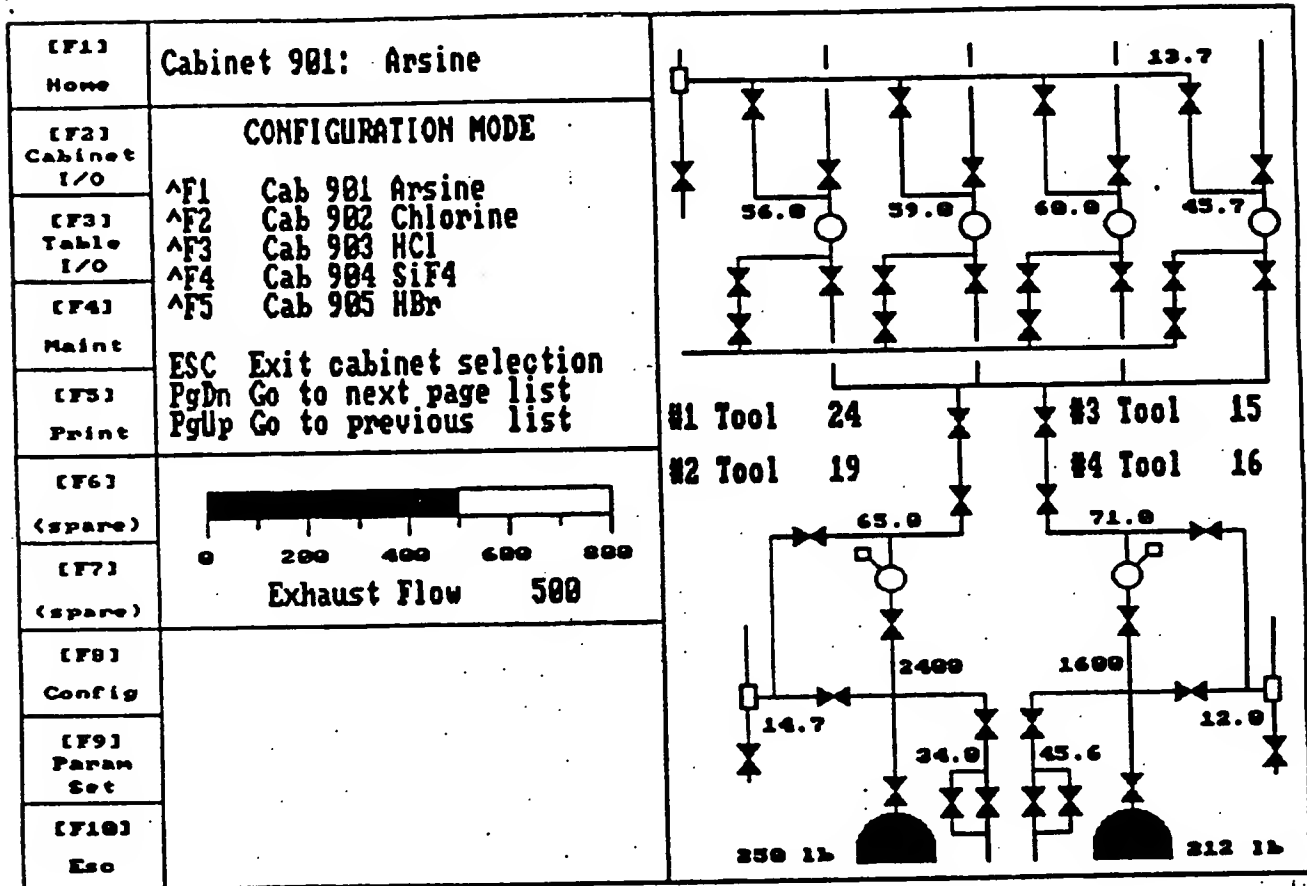 [F1]
Home
[F2]
Cabinet
I/O
[F3]
Table
I/O
[F4]
Maint
[F5]
Print
[F6]
(spare)
[F7]
(spare)
[F8]
Config
[F9]
Param
Set
[F10]
Esc
Cabinet 901: Arsine
CONFIGURATION MODE
^F1 Cab 901 Arsine
^F2 Cab 902 Chlorine
^F3 Cab 903 HCl
^F4 Cab 904 SiF4
^F5 Cab 905 HBr
ESC Exit cabinet selection
PgDn Go to next page list
PgUp Go to previous list
0 200 400 600 800
Exhaust Flow 500
13.7
56.0 59.0 60.0 45.7
#1 Tool 24 #3 Tool 15
#2 Tool 19 #4 Tool 16
65.0 71.0
2400 1600
14.7 12.0
34.0 45.6
250 lb 212 lb